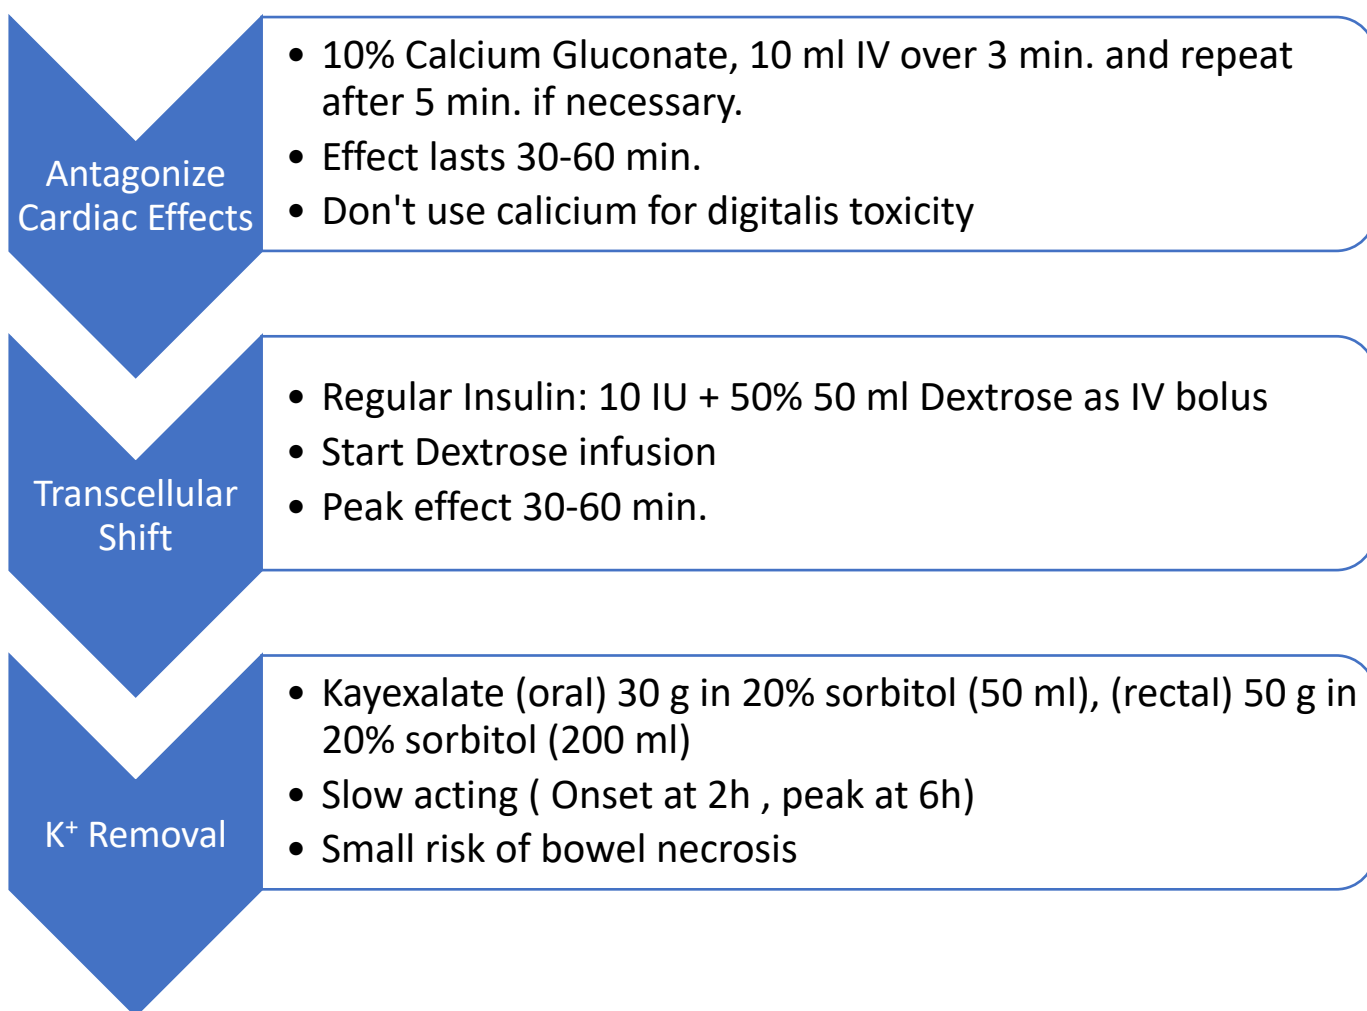 Antagonize
Cardiac Effects
• 10% Calcium Gluconate, 10 ml IV over 3 min. and repeat
after 5 min. if necessary.
• Effect lasts 30-60 min.
• Don't use calicium for digitalis toxicity
Transcellular
Shift
• Regular Insulin: 10 IU + 50% 50 ml Dextrose as IV bolus
• Start Dextrose infusion
• Peak effect 30-60 min.
K⁺ Removal
• Kayexalate (oral) 30 g in 20% sorbitol (50 ml), (rectal) 50 g in
20% sorbitol (200 ml)
• Slow acting ( Onset at 2h , peak at 6h)
• Small risk of bowel necrosis